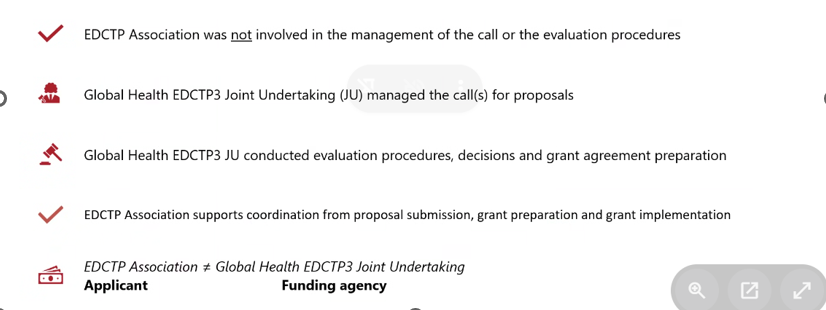 EDCTP Association was not involved in the management of the call or the evaluation procedures
Global Health EDCTP3 Joint Undertaking (JU) managed the call(s) for proposals
Global Health EDCTP3 JU conducted evaluation procedures, decisions and grant agreement preparation
EDCTP Association supports coordination from proposal submission, grant preparation and grant implementation
EDCTP Association ≠ Global Health EDCTP3 Joint Undertaking
Applicant Funding agency